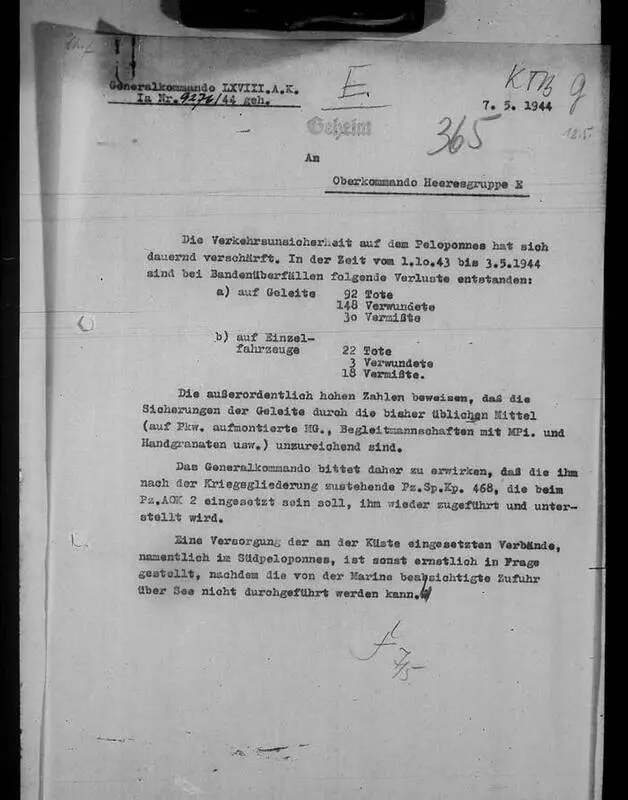 Generalkommando LXVIII.A.K.
Ia Nr. /44 geh.
E.
KTB g
7. 5. 1944
Geheim
365
12.5.
An
Oberkommando Heeresgruppe E
Die Verkehrsunsicherheit auf dem Peloponnes hat sich
dauernd verschärft. In der Zeit vom 1.10.43 bis 3.5.1944
sind bei Bandenüberfällen folgende Verluste entstanden:
a) auf Geleite 92 Tote
148 Verwundete
30 Vermißte
b) auf Einzel-
fahrzeuge 22 Tote
3 Verwundete
18 Vermißte.
Die außerordentlich hohen Zahlen beweisen, daß die
Sicherungen der Geleite durch die bisher üblichen Mittel
(auf Pkw. aufmontierte MG., Begleitmannschaften mit MPi. und
Handgranaten usw.) unzureichend sind.
Das Generalkommando bittet daher zu erwirken, daß die ihm
nach der Kriegsgliederung zustehende Pz.Sp.Kp. 468, die beim
Pz.AOK 2 eingesetzt sein soll, ihm wieder zugeführt und unter-
stellt wird.
Eine Versorgung der an der Küste eingesetzten Verbände,
namentlich im Südpeloponnes, ist sonst ernstlich in Frage
gestellt, nachdem die von der Marine beabsichtigte Zufuhr
über See nicht durchgeführt werden kann.
7/5